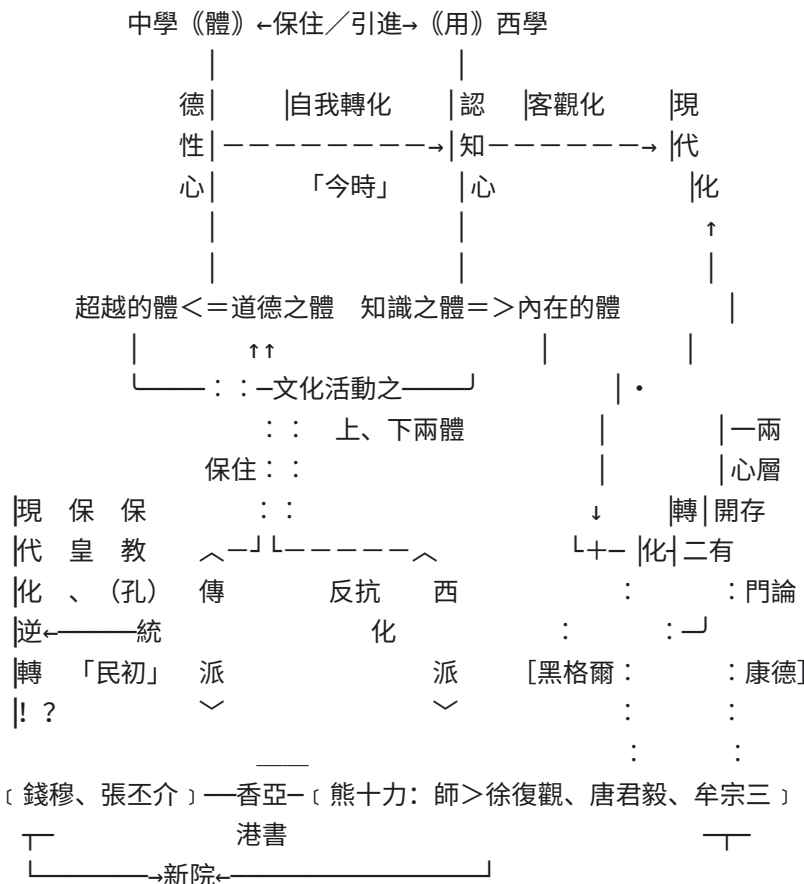 中學｟體｠←保住／引進→｟用｠西學
｜ ｜
德｜ |自我轉化 ｜認 |客觀化 |現
性｜－－－－－－－－→｜知－－－－－－→ |代
心｜ 「今時」 ｜心 |化
｜ ｜ ↑
｜ ｜ ｜
超越的體＜＝道德之體 知識之體＝＞內在的體 ｜
｜ ↑↑ ｜ ｜
╰───：：─文化活動之───╯ ｜·
：： 上、下兩體 ｜ ｜一兩
保住：： ｜ ｜心層
|現 保 保 ：： ↓ |轉|開存
|代 皇 教 ︿－┘└－－－－－︿ └┼─ |化┤二有
|化 、（孔） 傳 反抗 西 ： ：門論
|逆←────統 化 ： ：─╯
|轉 「民初」 派 派 ［黑格爾： ：康德］
|！？ ﹀ ﹀ ： ：
＿＿ ： ：
﹝錢穆、張丕介﹞──香亞─﹝熊十力：師＞徐復觀、唐君毅、牟宗三﹞
┬─ 港書 ─┬─
└─────→新院←──────────┘